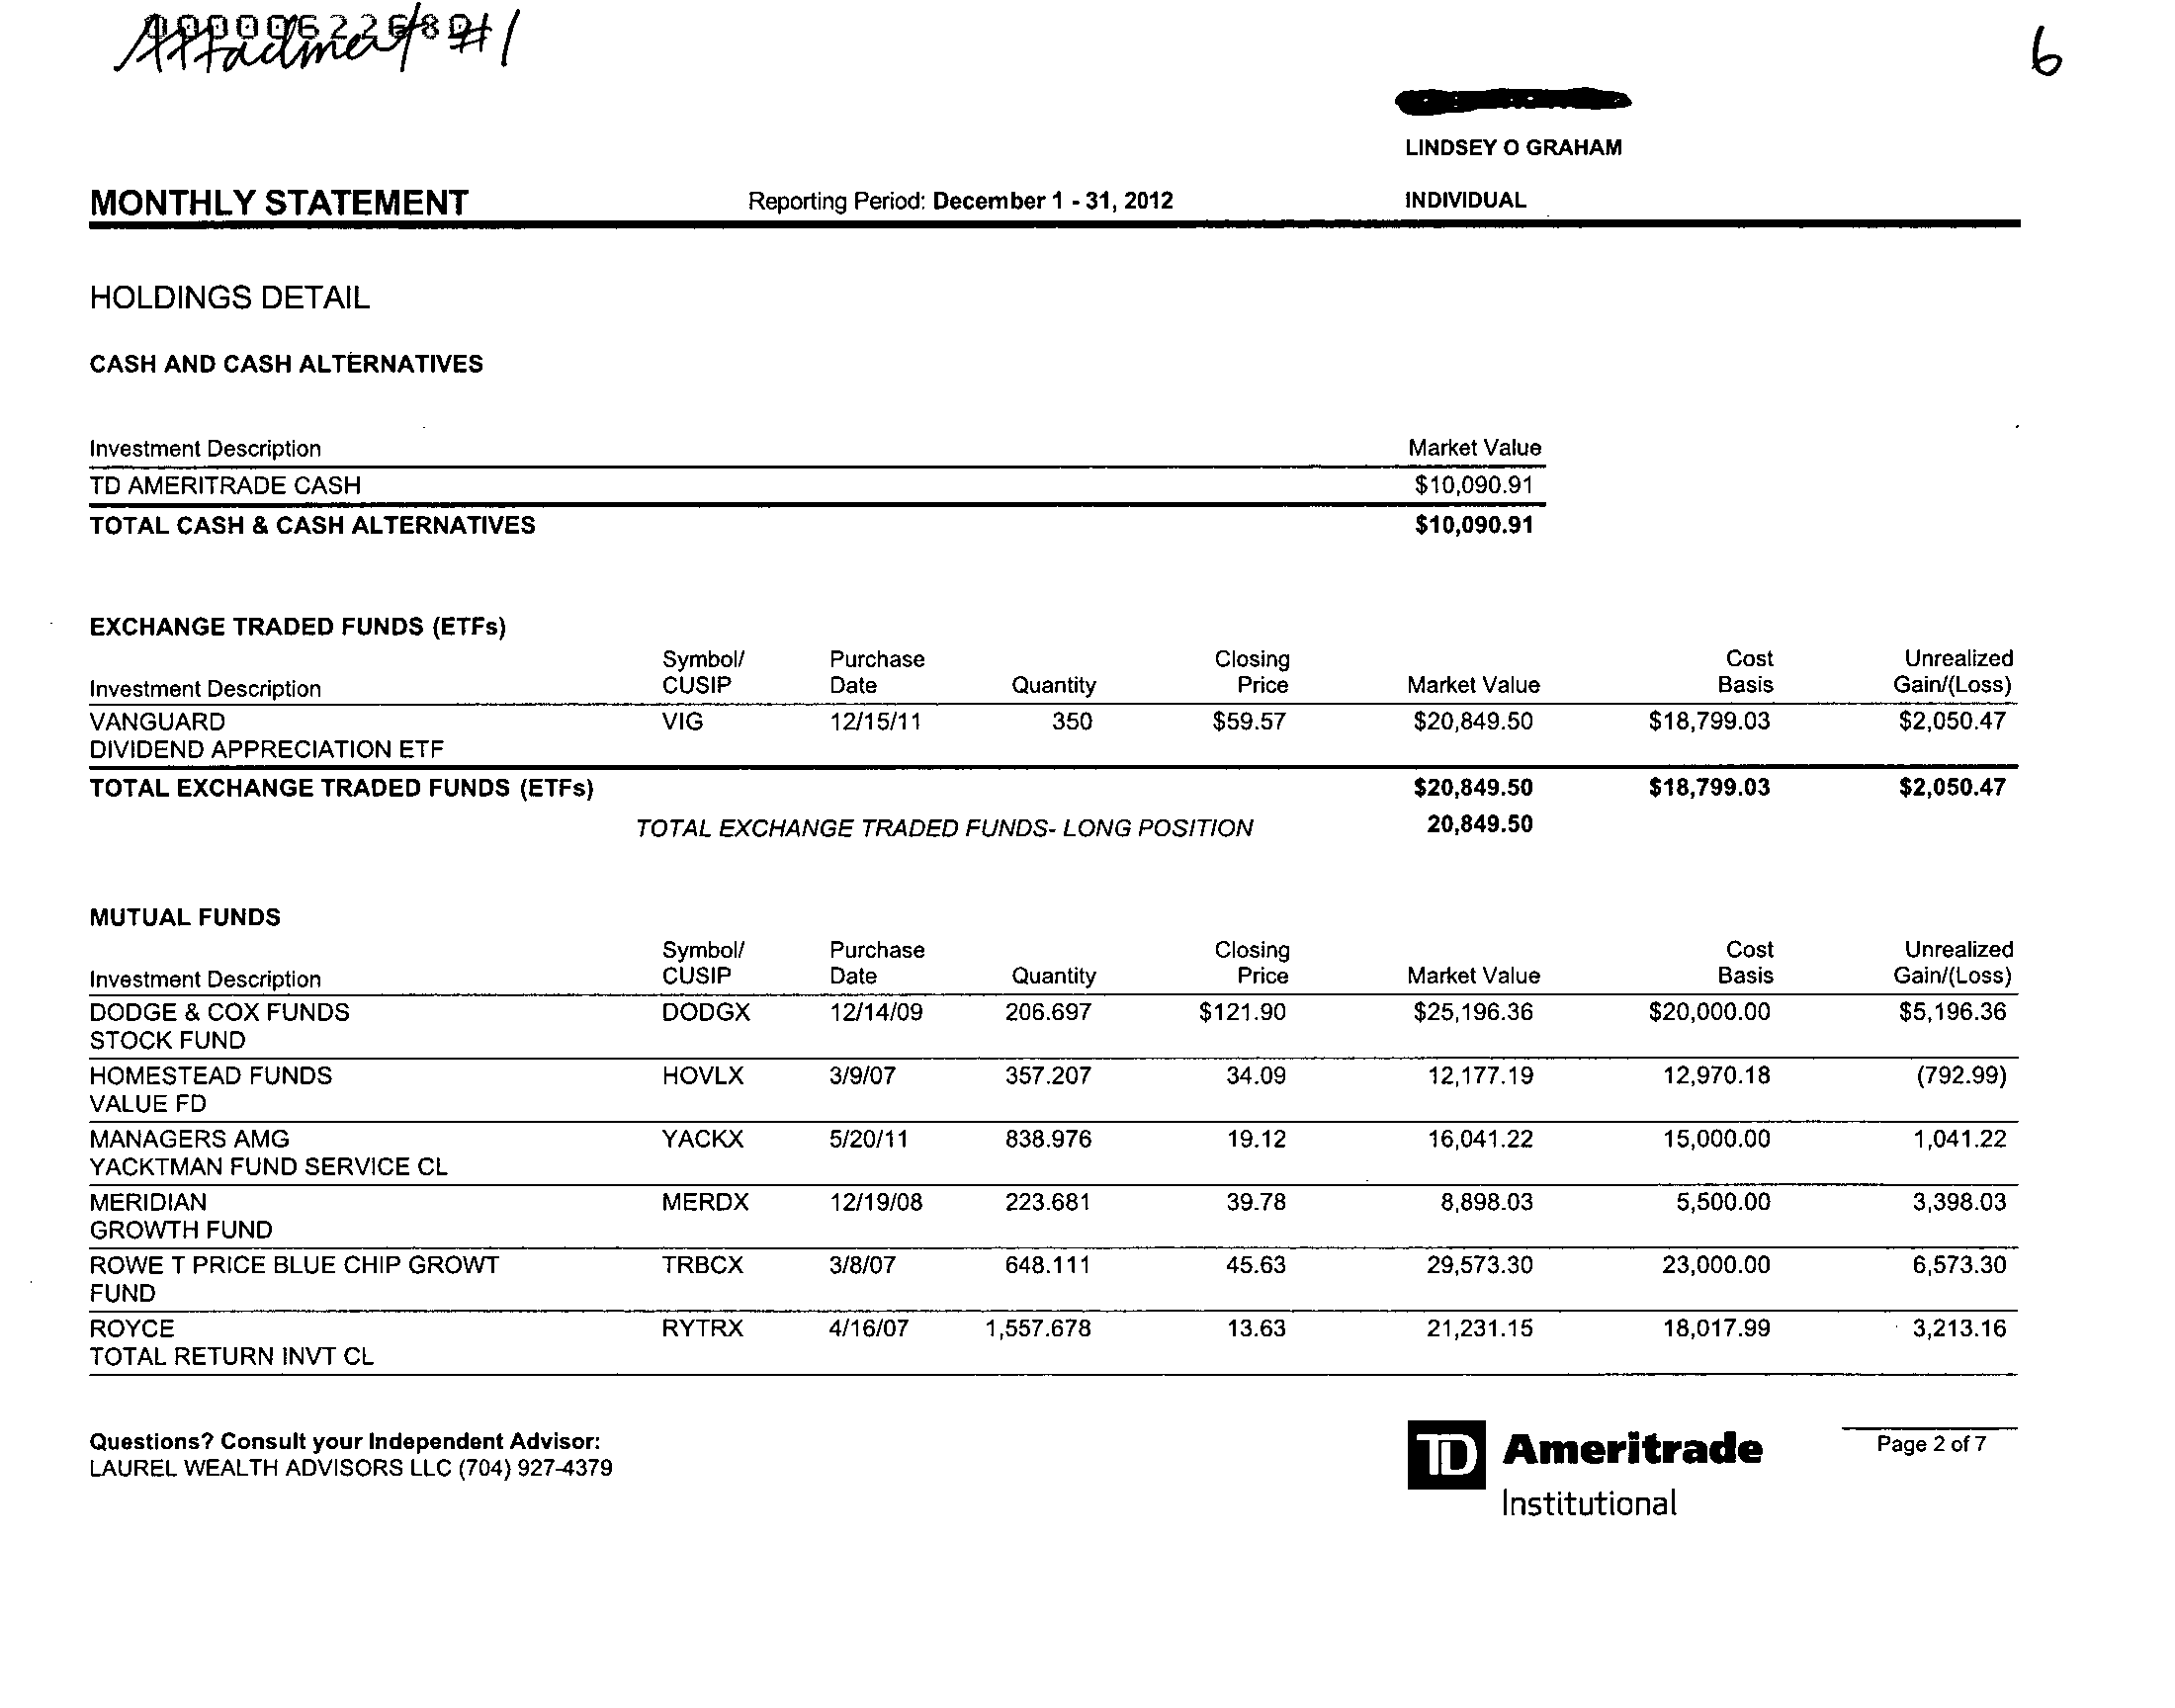 Attachment #1
6
LINDSEY O GRAHAM
MONTHLY STATEMENT Reporting Period: December 1 - 31, 2012 INDIVIDUAL
HOLDINGS DETAIL
CASH AND CASH ALTERNATIVES
Investment Description Market Value
TD AMERITRADE CASH $10,090.91
TOTAL CASH & CASH ALTERNATIVES $10,090.91
EXCHANGE TRADED FUNDS (ETFs)
Symbol/ Purchase Closing Cost Unrealized
Investment Description CUSIP Date Quantity Price Market Value Basis Gain/(Loss)
VANGUARD VIG 12/15/11 350 $59.57 $20,849.50 $18,799.03 $2,050.47
DIVIDEND APPRECIATION ETF
TOTAL EXCHANGE TRADED FUNDS (ETFs) $20,849.50 $18,799.03 $2,050.47
TOTAL EXCHANGE TRADED FUNDS- LONG POSITION 20,849.50
MUTUAL FUNDS
Symbol/ Purchase Closing Cost Unrealized
Investment Description CUSIP Date Quantity Price Market Value Basis Gain/(Loss)
DODGE & COX FUNDS DODGX 12/14/09 206.697 $121.90 $25,196.36 $20,000.00 $5,196.36
STOCK FUND
HOMESTEAD FUNDS HOVLX 3/9/07 357.207 34.09 12,177.19 12,970.18 (792.99)
VALUE FD
MANAGERS AMG YACKX 5/20/11 838.976 19.12 16,041.22 15,000.00 1,041.22
YACKTMAN FUND SERVICE CL
MERIDIAN MERDX 12/19/08 223.681 39.78 8,898.03 5,500.00 3,398.03
GROWTH FUND
ROWE T PRICE BLUE CHIP GROWT TRBCX 3/8/07 648.111 45.63 29,573.30 23,000.00 6,573.30
FUND
ROYCE RYTRX 4/16/07 1,557.678 13.63 21,231.15 18,017.99 3,213.16
TOTAL RETURN INVT CL
Questions? Consult your Independent Advisor:
LAUREL WEALTH ADVISORS LLC (704) 927-4379
TD Ameritrade
Institutional
Page 2 of 7